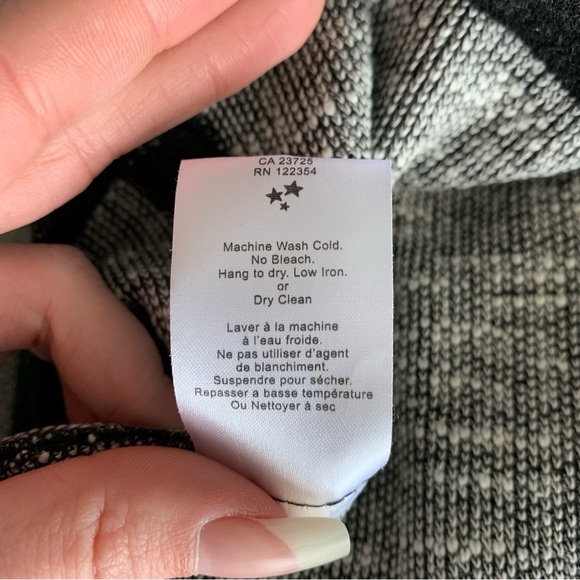 CA 23725
RN 122354
Machine Wash Cold.
No Bleach.
Hang to dry. Low Iron.
or
Dry Clean
Laver à la machine
à l'eau froide.
Ne pas utiliser d'agent
de blanchiment.
Suspendre pour sécher.
Repasser a basse température
Ou Nettoyer à sec